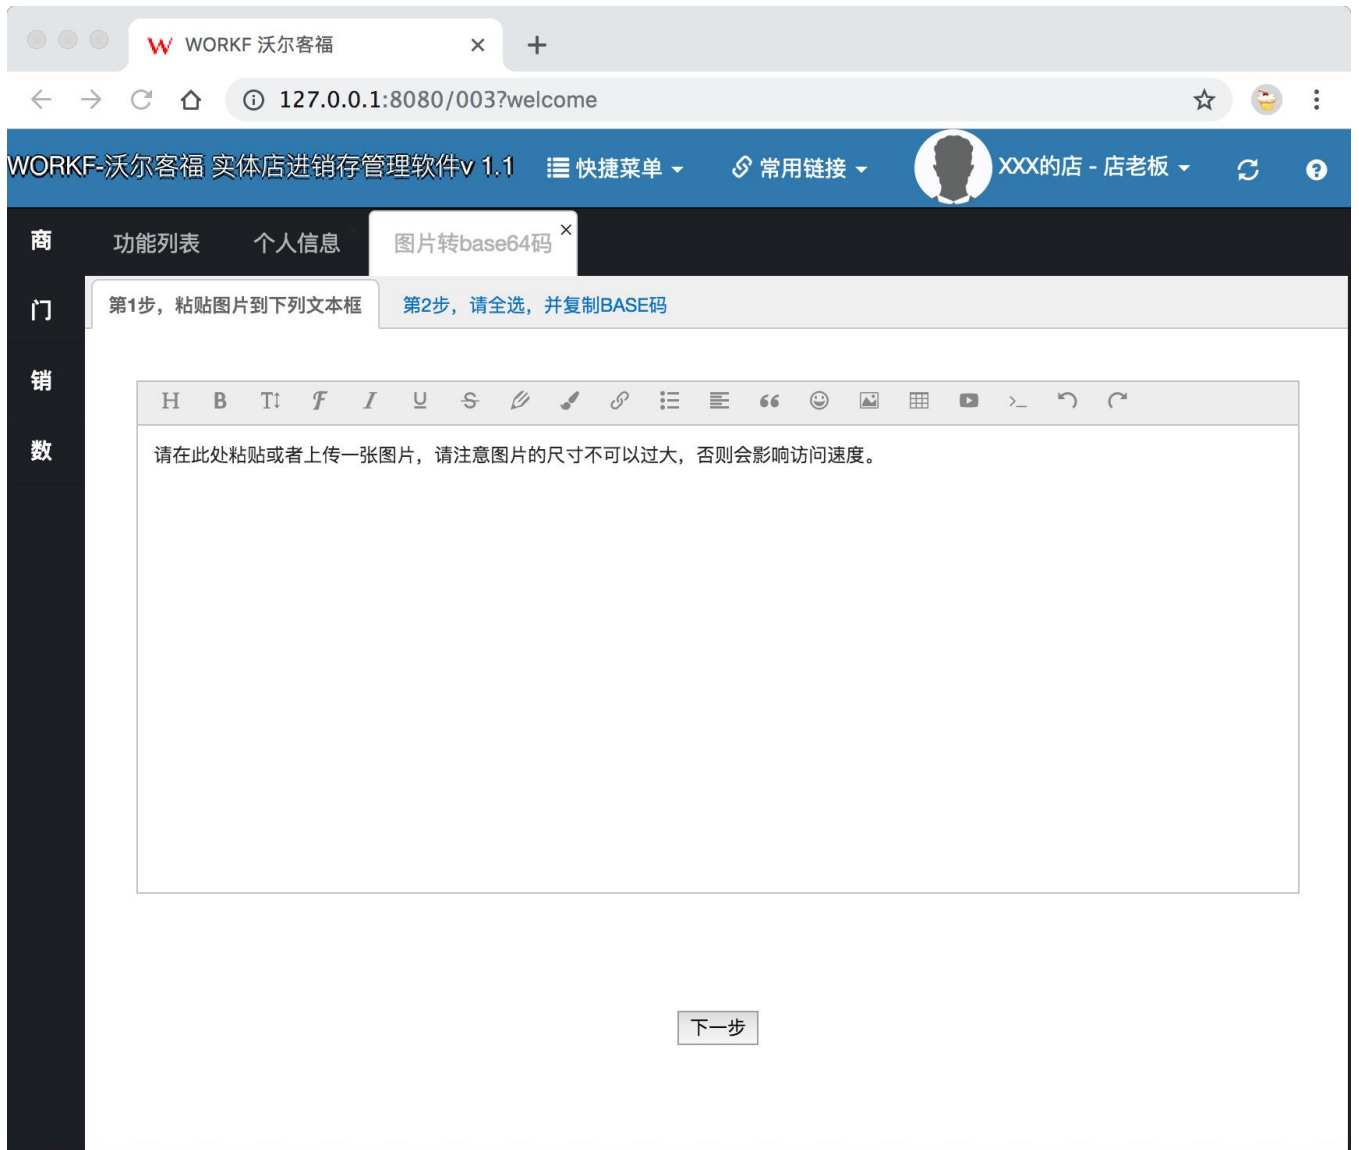 WORKF 沃尔客福
127.0.0.1:8080/003?welcome
WORKF-沃尔客福 实体店进销存管理软件v 1.1 快捷菜单 常用链接 XXX的店 - 店老板
商 功能列表 个人信息 图片转base64码
门 第1步，粘贴图片到下列文本框 第2步，请全选，并复制BASE码
销
数
请在此处粘贴或者上传一张图片，请注意图片的尺寸不可以过大，否则会影响访问速度。
下一步